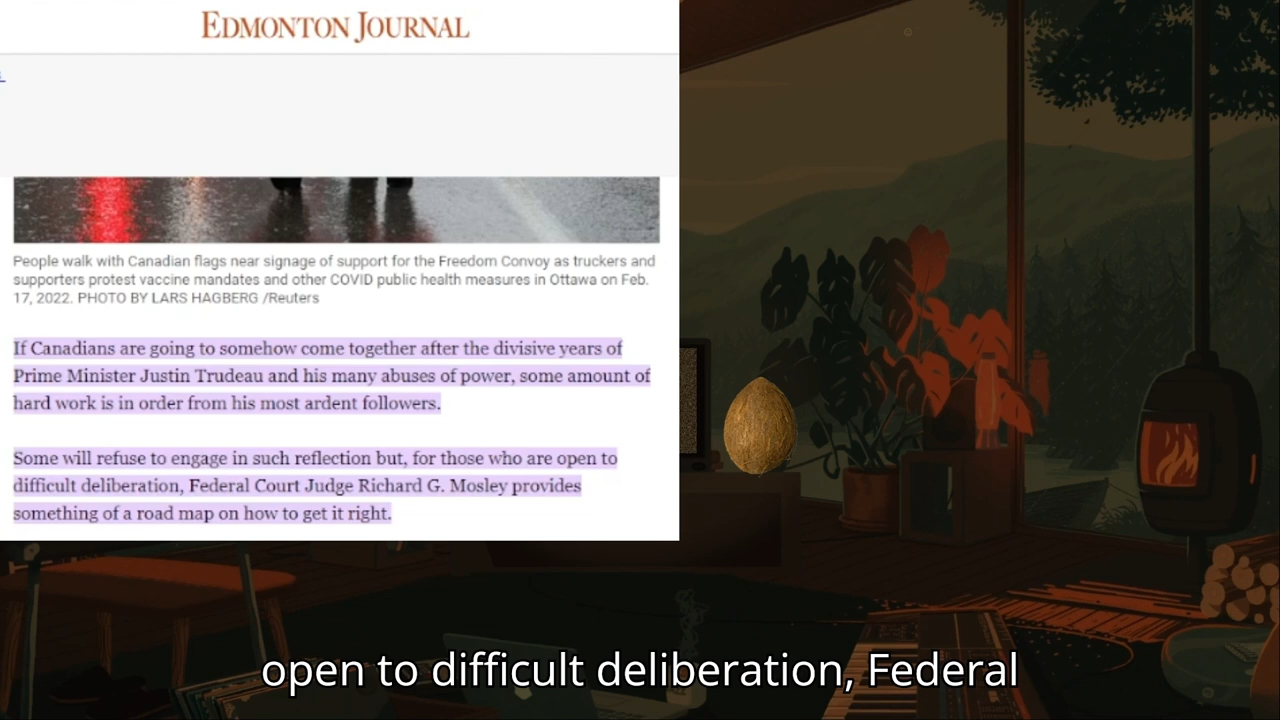 EDMONTON JOURNAL
People walk with Canadian flags near signage of support for the Freedom Convoy as truckers and
supporters protest vaccine mandates and other COVID public health measures in Ottawa on Feb.
17, 2022. PHOTO BY LARS HAGBERG /Reuters
If Canadians are going to somehow come together after the divisive years of
Prime Minister Justin Trudeau and his many abuses of power, some amount of
hard work is in order from his most ardent followers.
Some will refuse to engage in such reflection but, for those who are open to
difficult deliberation, Federal Court Judge Richard G. Mosley provides
something of a road map on how to get it right.
open to difficult deliberation, Federal